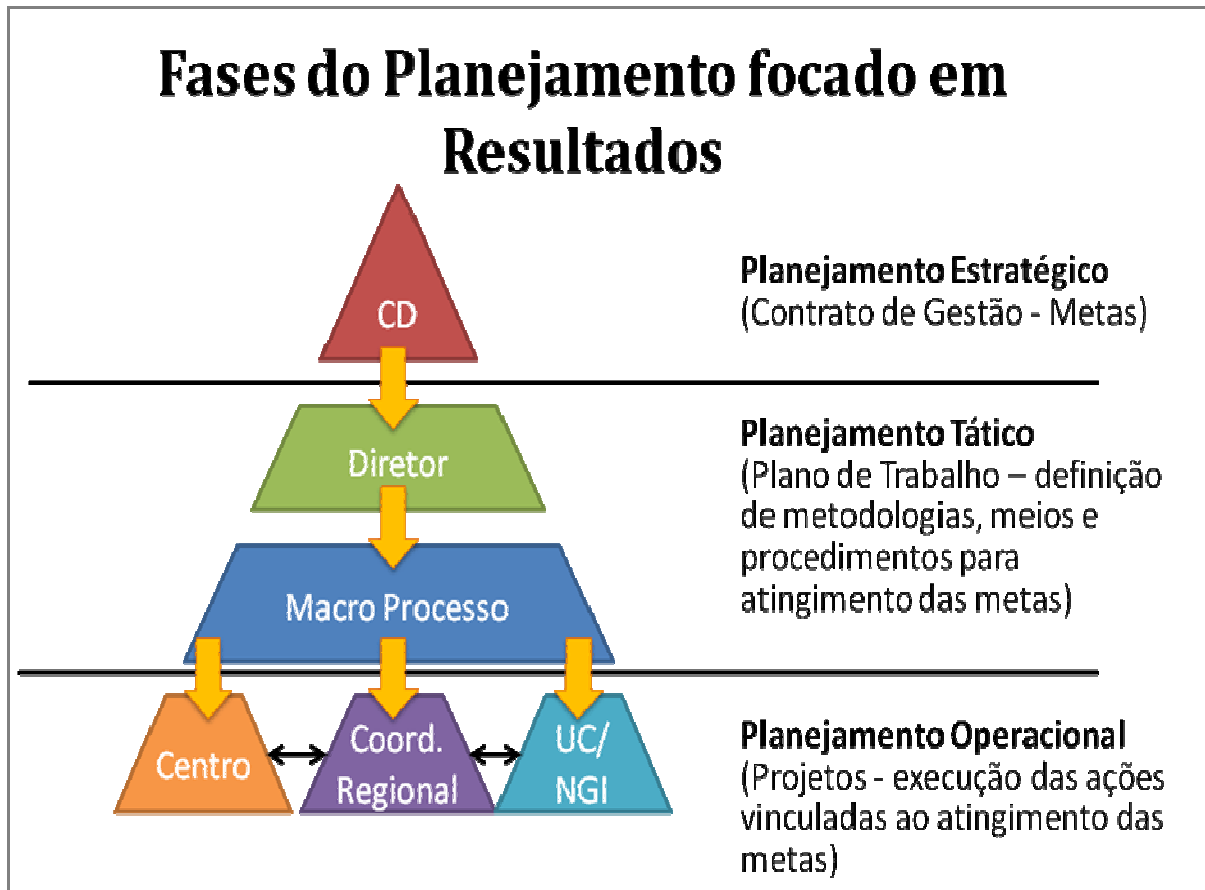 Fases do Planejamento focado em
Resultados
CD
Planejamento Estratégico
(Contrato de Gestão - Metas)
Diretor
Macro Processo
Planejamento Tático
(Plano de Trabalho – definição
de metodologias, meios e
procedimentos para
atingimento das metas)
Centro
Coord.
Regional
UC/
NGI
Planejamento Operacional
(Projetos - execução das ações
vinculadas ao atingimento das
metas)